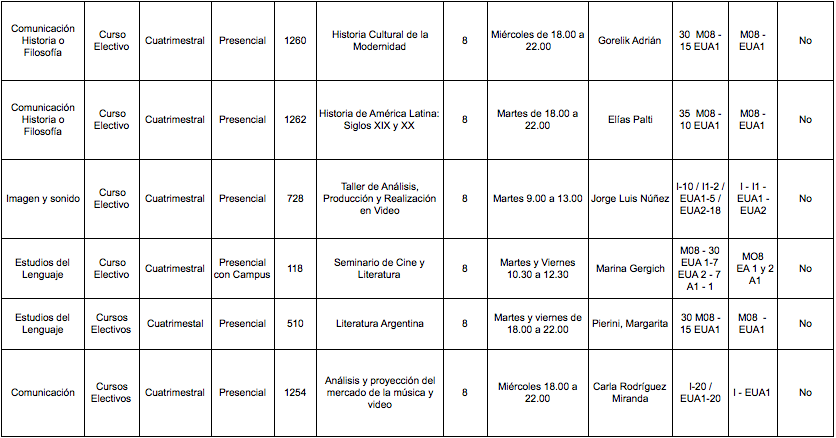 Comunicación Historia o Filosofía | Curso Electivo | Cuatrimestral | Presencial | 1260 | Historia Cultural de la Modernidad | 8 | Miércoles de 18.00 a 22.00 | Gorelik Adrián | 30 M08 - 15 EUA1 | M08 - EUA1 | No
Comunicación Historia o Filosofía | Curso Electivo | Cuatrimestral | Presencial | 1262 | Historia de América Latina: Siglos XIX y XX | 8 | Martes de 18.00 a 22.00 | Elías Palti | 35 M08 - 10 EUA1 | M08 - EUA1 | No
Imagen y sonido | Curso Electivo | Cuatrimestral | Presencial | 728 | Taller de Análisis, Producción y Realización en Video | 8 | Martes 9.00 a 13.00 | Jorge Luis Núñez | I-10 / I1-2 / EUA1-5 / EUA2-18 | I - I1 - EUA1 - EUA2 | No
Estudios del Lenguaje | Curso Electivo | Cuatrimestral | Presencial con Campus | 118 | Seminario de Cine y Literatura | 8 | Martes y Viernes 10.30 a 12.30 | Marina Gergich | M08 - 30 EUA 1-7 EUA 2 - 7 A1 - 1 | MO8 EA 1 y 2 A1 | No
Estudios del Lenguaje | Cursos Electivos | Cuatrimestal | Presencial | 510 | Literatura Argentina | 8 | Martes y viernes de 18.00 a 22.00 | Pierini, Margarita | 30 M08 - 15 EUA1 | M08 - EUA1 | No
Comunicación | Cursos Electivos | Cuatrimestral | Presencial | 1254 | Análisis y proyección del mercado de la música y video | 8 | Miércoles 18.00 a 22.00 | Carla Rodríguez Miranda | I-20 / EUA1-20 | I - EUA1 | No